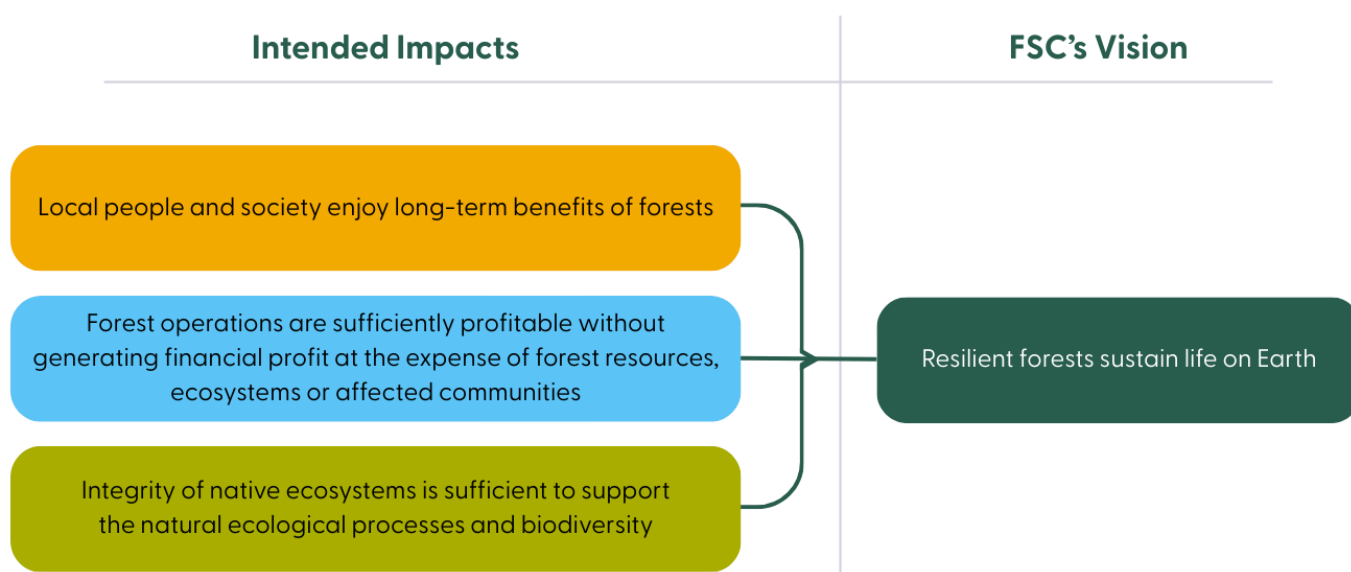 Intended Impacts
FSC’s Vision
Local people and society enjoy long-term benefits of forests
Forest operations are sufficiently profitable without
generating financial profit at the expense of forest resources,
ecosystems or affected communities
Integrity of native ecosystems is sufficient to support
the natural ecological processes and biodiversity
Resilient forests sustain life on Earth